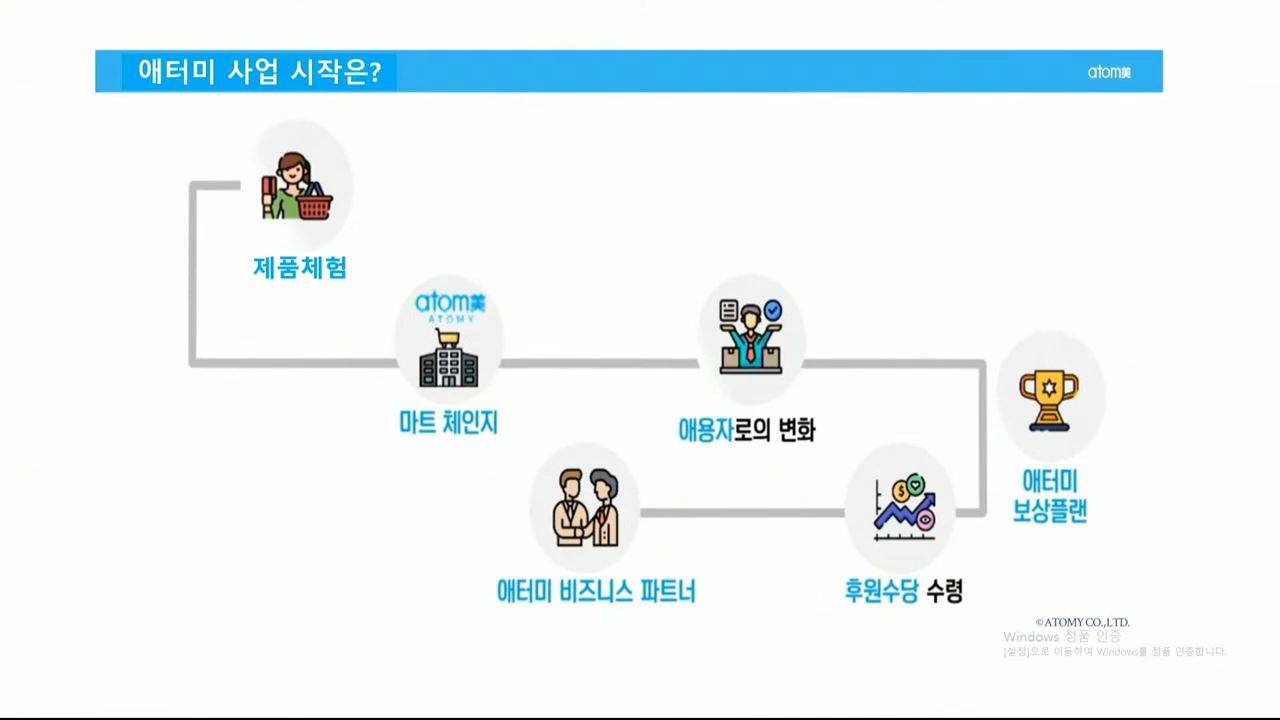 애터미 사업 시작은?
atom美
제품체험
atom美
ATOMY
마트 체인지
애용자로의 변화
애터미
보상플랜
애터미 비즈니스 파트너
후원수당 수령
©ATOMY CO.,LTD.
Windows 정품 인증
[설정]으로 이동하여 Windows를 정품 인증합니다.